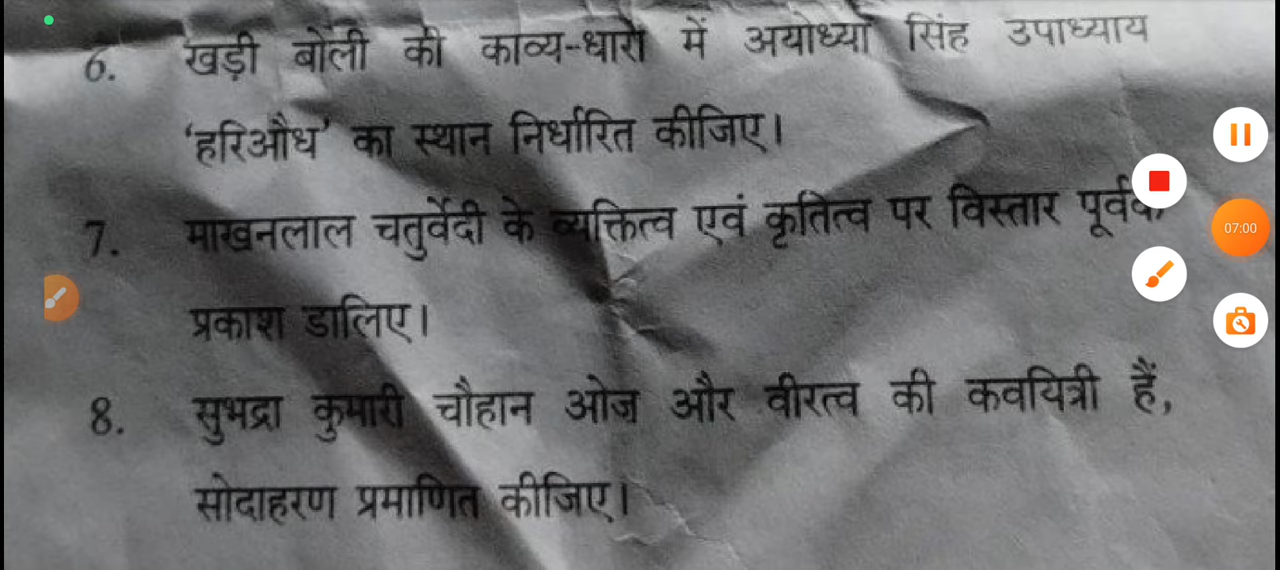 6. खड़ी बोली की काव्य-धारा में अयोध्या सिंह उपाध्याय
'हरिऔध' का स्थान निर्धारित कीजिए।
7. माखनलाल चतुर्वेदी के व्यक्तित्व एवं कृतित्व पर विस्तार पूर्वक
प्रकाश डालिए।
07:00
8. सुभद्रा कुमारी चौहान ओज और वीरत्व की कवयित्री हैं,
सोदाहरण प्रमाणित कीजिए।